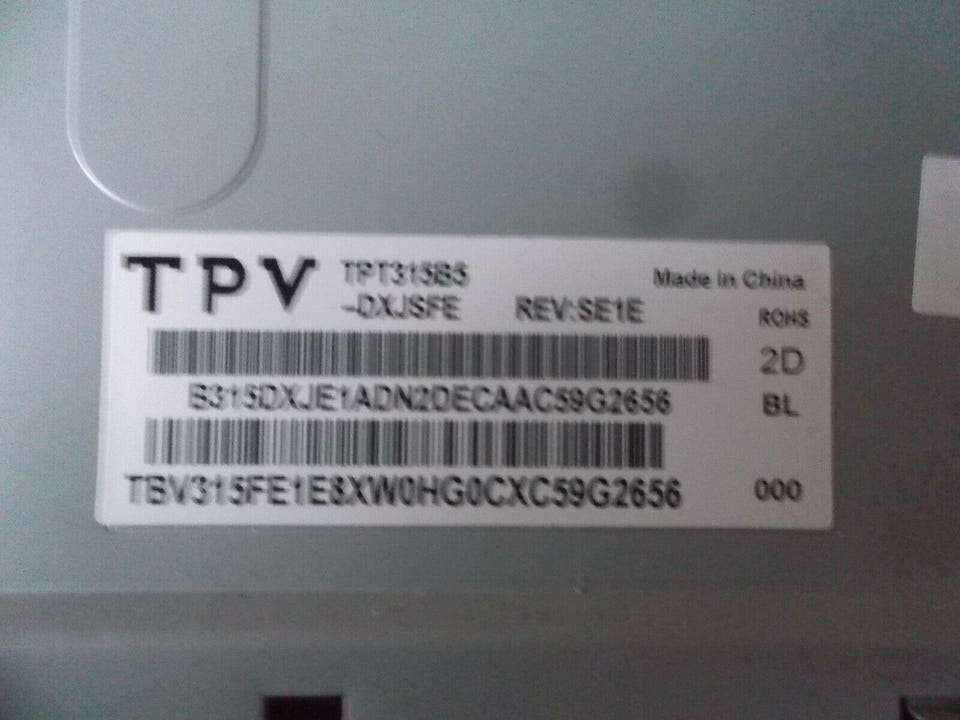 TPV TPT315B5
-DXJSFE REV:SE1E
Made in China
ROHS
2D
B315DXJE1ADN2DECAAC59G2656
BL
TBV315FE1E8XW0HG0CXC59G2656
000